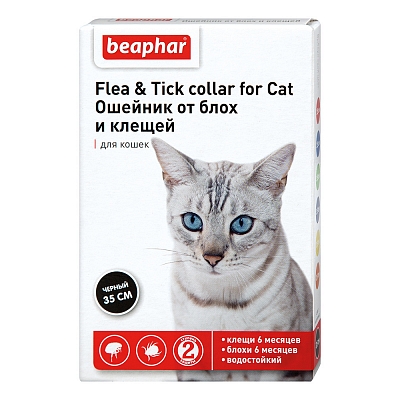 beaphar
Flea & Tick collar for Cat
Ошейник от блох
и клещей
для кошек
ЧЕРНЫЙ
35 СМ
2
• клещи 6 месяцев
• блохи 6 месяцев
• водостойкий